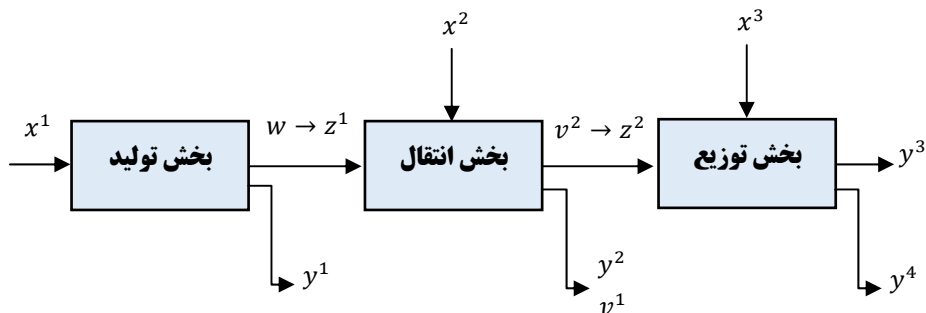 x² x³
x¹ w → z¹ v² → z²
بخش تولید بخش انتقال بخش توزیع y³
y¹ y² y⁴
v¹